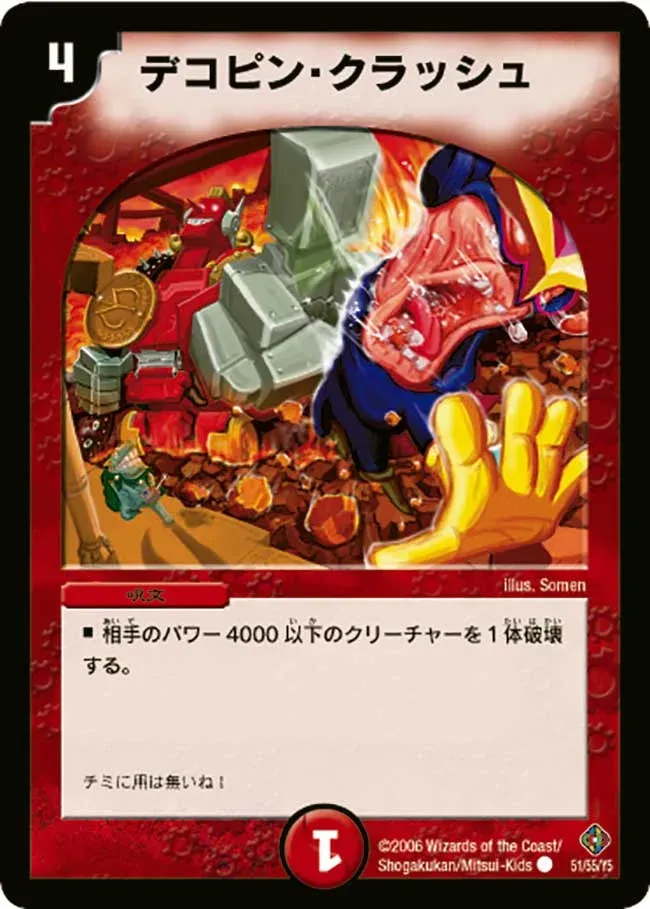 4
デコピン・クラッシュ
illus. Somen
呪文
■ 相手のパワー4000以下のクリーチャーを1体破壊
する。
チミに用は無いね!
1
©2006 Wizards of the Coast/
Shogakukan/Mitsui-Kids
51/55/Y5